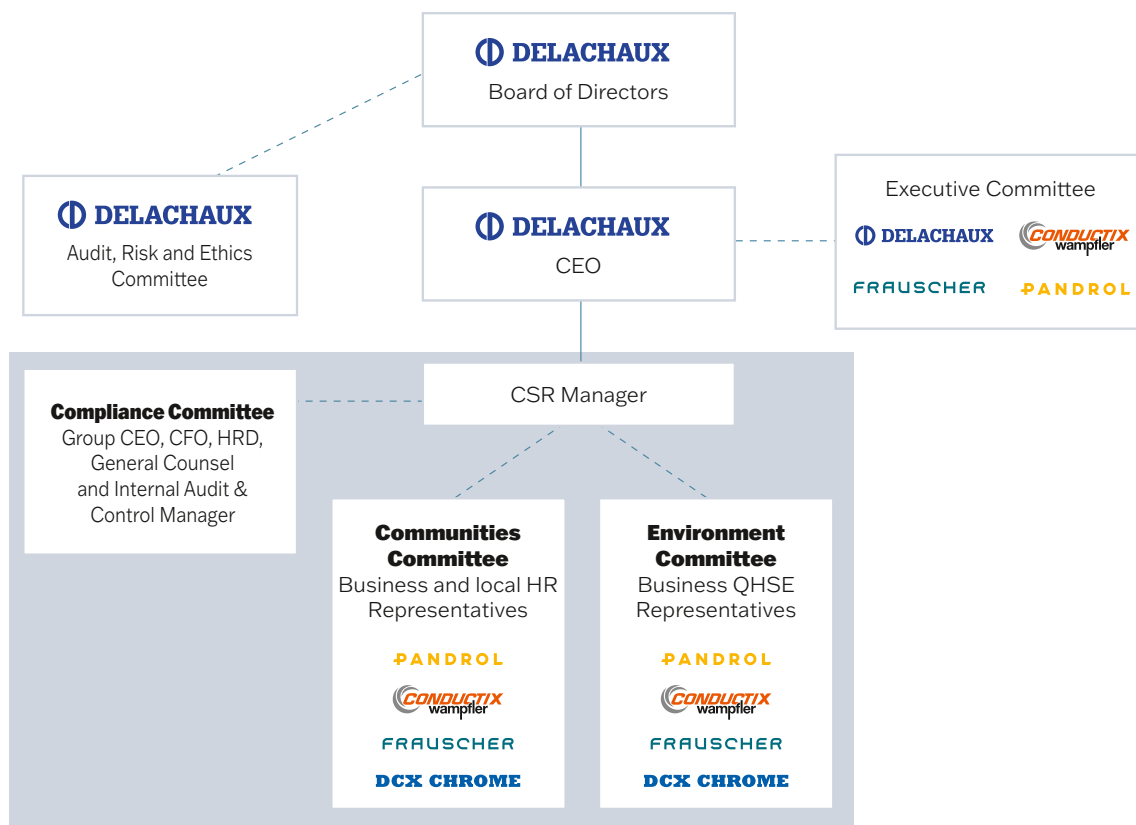 DELACHAUX
Board of Directors
DELACHAUX
Audit, Risk and Ethics
Committee
DELACHAUX
CEO
Executive Committee
DELACHAUX
CONDUCTIX
wampfler
FRAUSCHER
PANDROL
CSR Manager
Compliance Committee
Group CEO, CFO, HRD,
General Counsel
and Internal Audit &
Control Manager
Communities
Committee
Business and local HR
Representatives
PANDROL
CONDUCTIX
wampfler
FRAUSCHER
DCX CHROME
Environment
Committee
Business QHSE
Representatives
PANDROL
CONDUCTIX
wampfler
FRAUSCHER
DCX CHROME